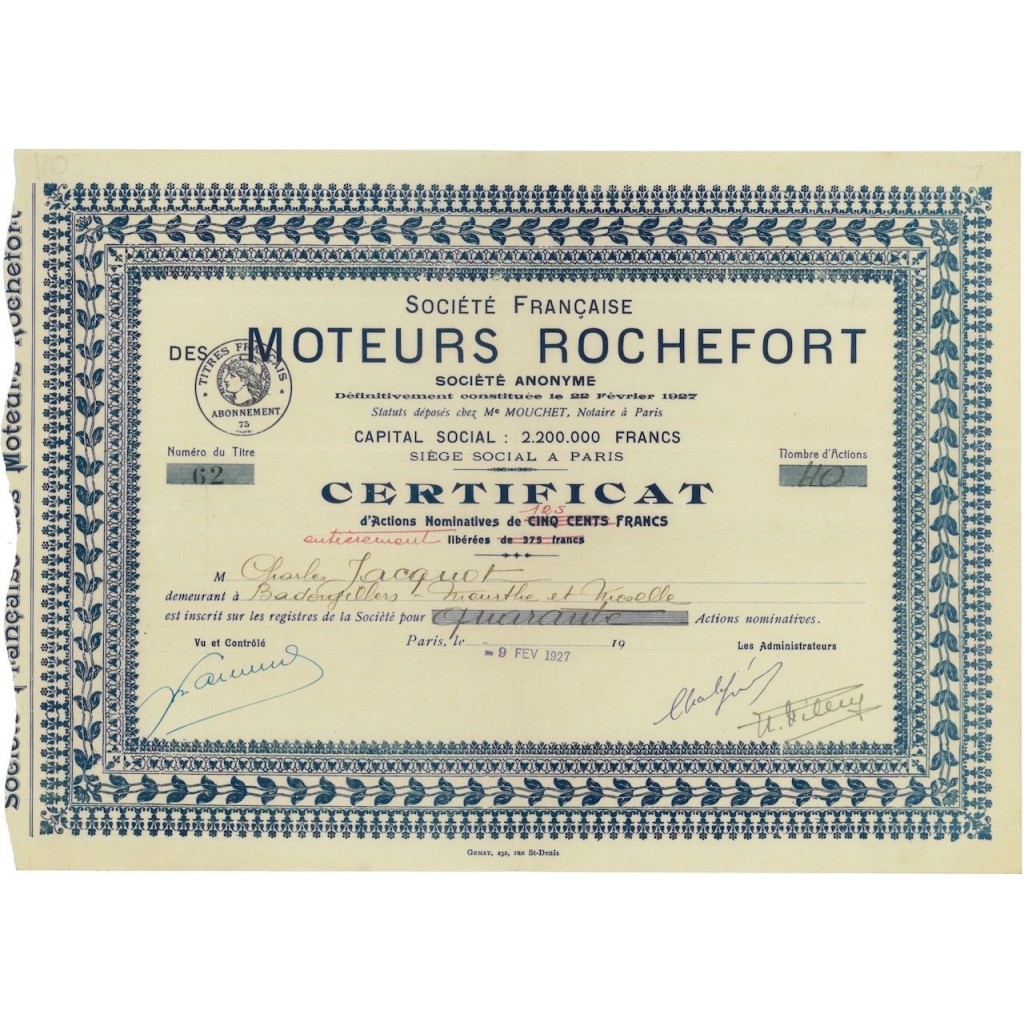 110
Société Française des Moteurs Rochefort
SOCIÉTÉ FRANÇAISE
DES MOTEURS ROCHEFORT
SOCIÉTÉ ANONYME
Définitivement constituée le 22 Février 1927
Statuts déposés chez Me MOUCHET, Notaire à Paris
TITRES FRANÇAIS
ABONNEMENT
75
CAPITAL SOCIAL : 2.200.000 FRANCS
SIÈGE SOCIAL A PARIS
Numéro du Titre
62
Nombre d'Actions
40
CERTIFICAT
125
d'Actions Nominatives de CINQ CENTS FRANCS
entièrement libérées de 375 francs
M Charles Jacquot
demeurant à Badonvillers - Meurthe et Moselle
est inscrit sur les registres de la Société pour quarante Actions nominatives.
Vu et Contrôlé
Paris, le 19
Les Administrateurs
- 9 FEV 1927
GENAT, 232, rue St-Denis